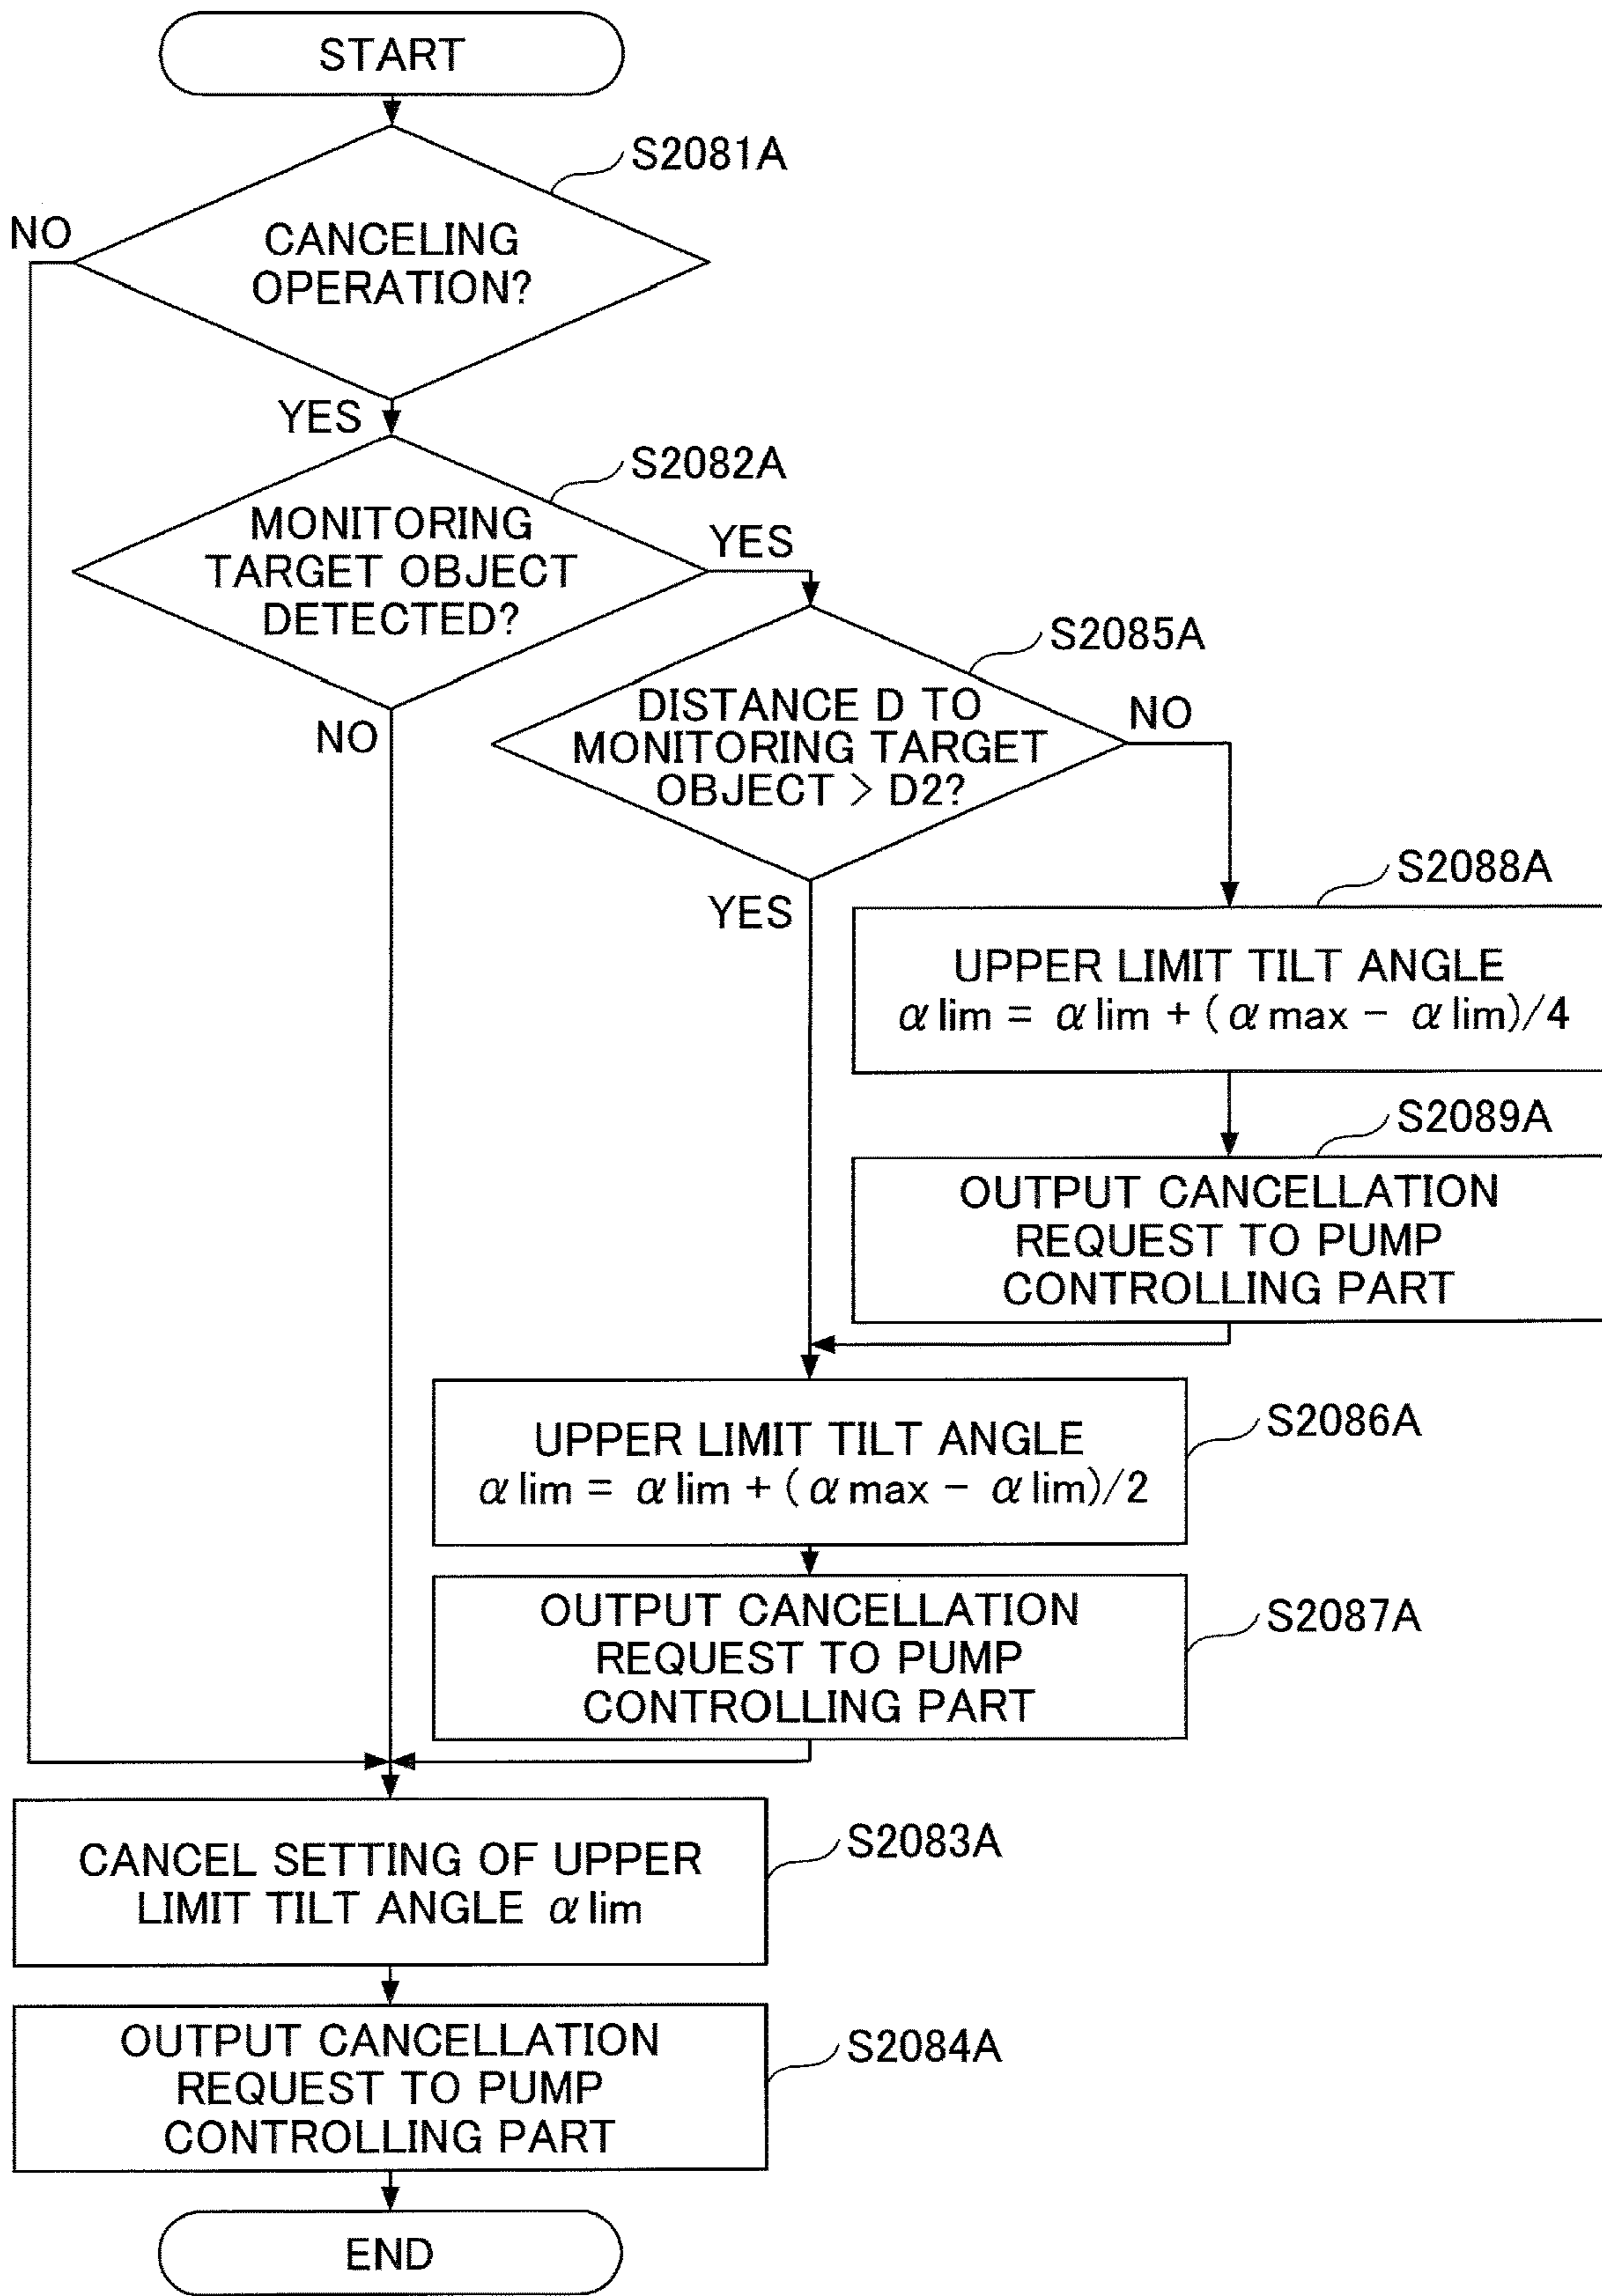 START
S2081A
NO
CANCELING
OPERATION?
YES
S2082A
MONITORING
TARGET OBJECT
DETECTED?
YES
NO
S2085A
DISTANCE D TO
MONITORING TARGET
OBJECT > D2?
NO
YES
S2088A
UPPER LIMIT TILT ANGLE
α lim = α lim + (α max - α lim)/4
S2089A
OUTPUT CANCELLATION
REQUEST TO PUMP
CONTROLLING PART
S2086A
UPPER LIMIT TILT ANGLE
α lim = α lim + (α max - α lim)/2
S2087A
OUTPUT CANCELLATION
REQUEST TO PUMP
CONTROLLING PART
S2083A
CANCEL SETTING OF UPPER
LIMIT TILT ANGLE α lim
S2084A
OUTPUT CANCELLATION
REQUEST TO PUMP
CONTROLLING PART
END